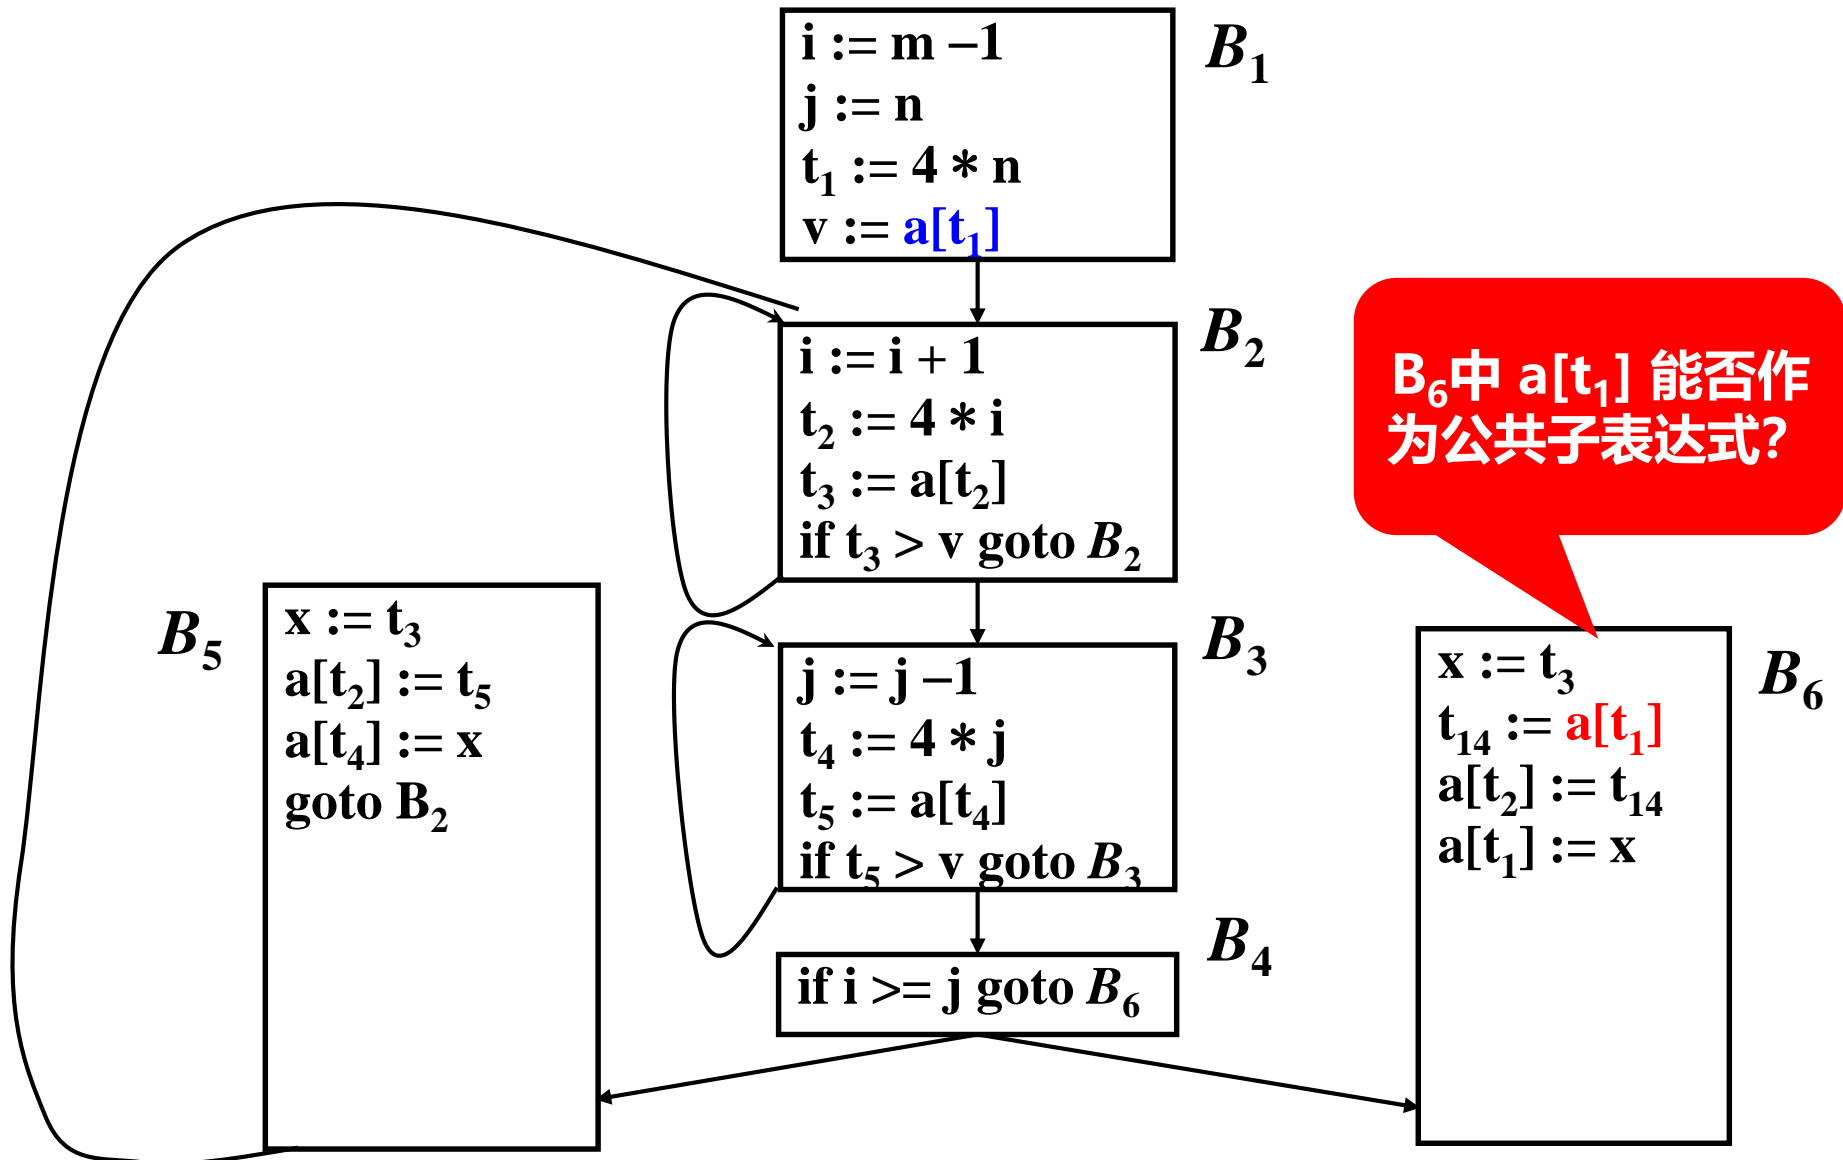 i := m –1
j := n
t₁ := 4 * n
v := a[t₁]
B₁
i := i + 1
t₂ := 4 * i
t₃ := a[t₂]
if t₃ > v goto B₂
B₂
B₆中 a[t₁] 能否作
为公共子表达式?
j := j –1
t₄ := 4 * j
t₅ := a[t₄]
if t₅ > v goto B₃
B₃
if i >= j goto B₆
B₄
B₅
x := t₃
a[t₂] := t₅
a[t₄] := x
goto B₂
x := t₃
t₁₄ := a[t₁]
a[t₂] := t₁₄
a[t₁] := x
B₆